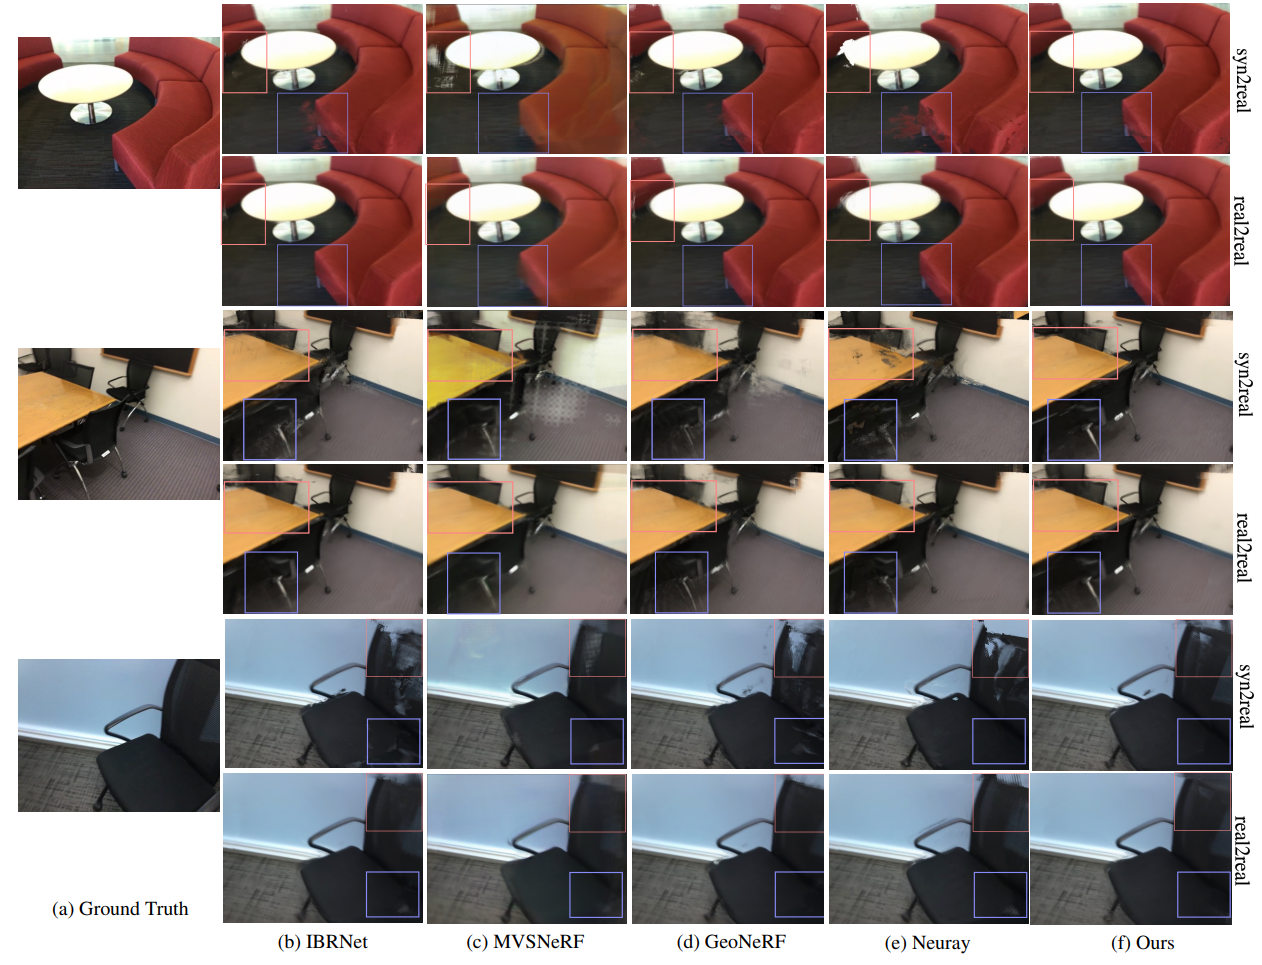 syn2real
real2real
syn2real
real2real
syn2real
real2real
(a) Ground Truth
(b) IBRNet
(c) MVSNeRF
(d) GeoNeRF
(e) Neuray
(f) Ours